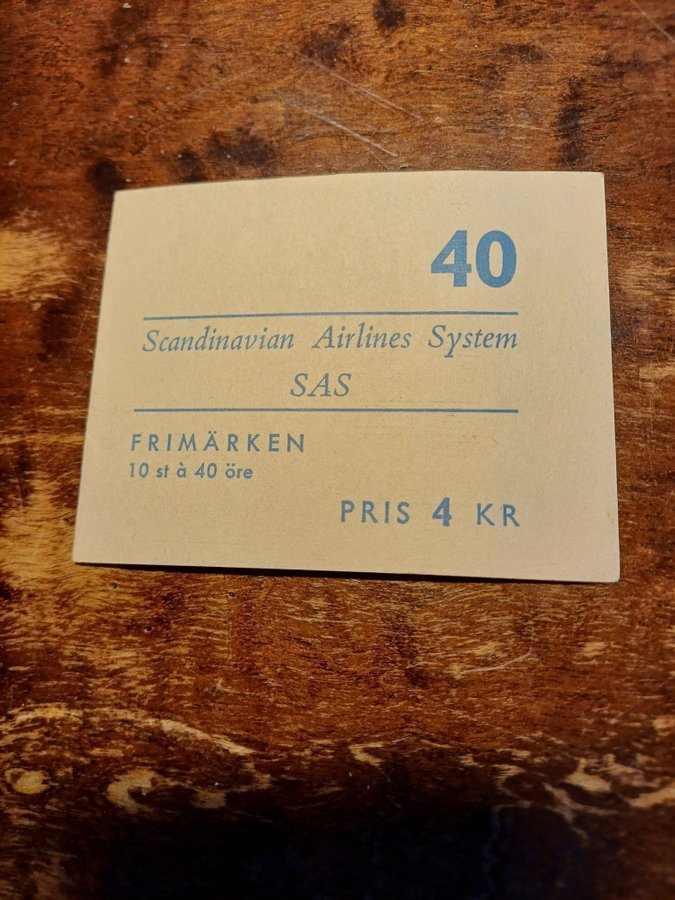 40
Scandinavian Airlines System
SAS
FRIMÄRKEN
10 st à 40 öre
PRIS 4 KR